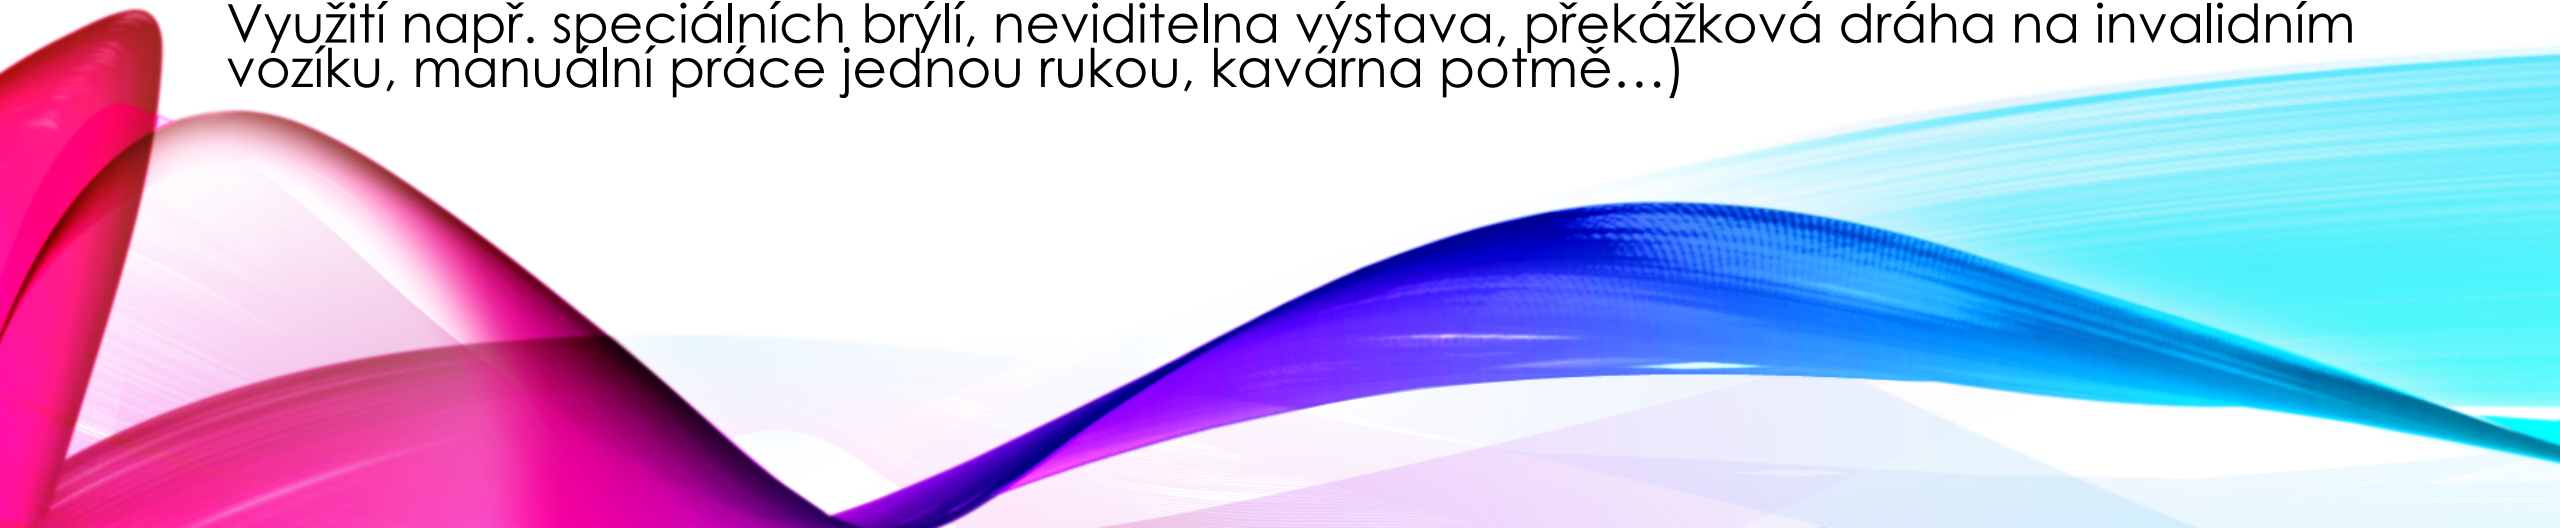 Využití např. speciálních brýlí, neviditelna výstava, překážková dráha na invalidním
vozíku, manuální práce jednou rukou, kavárna potmě…)